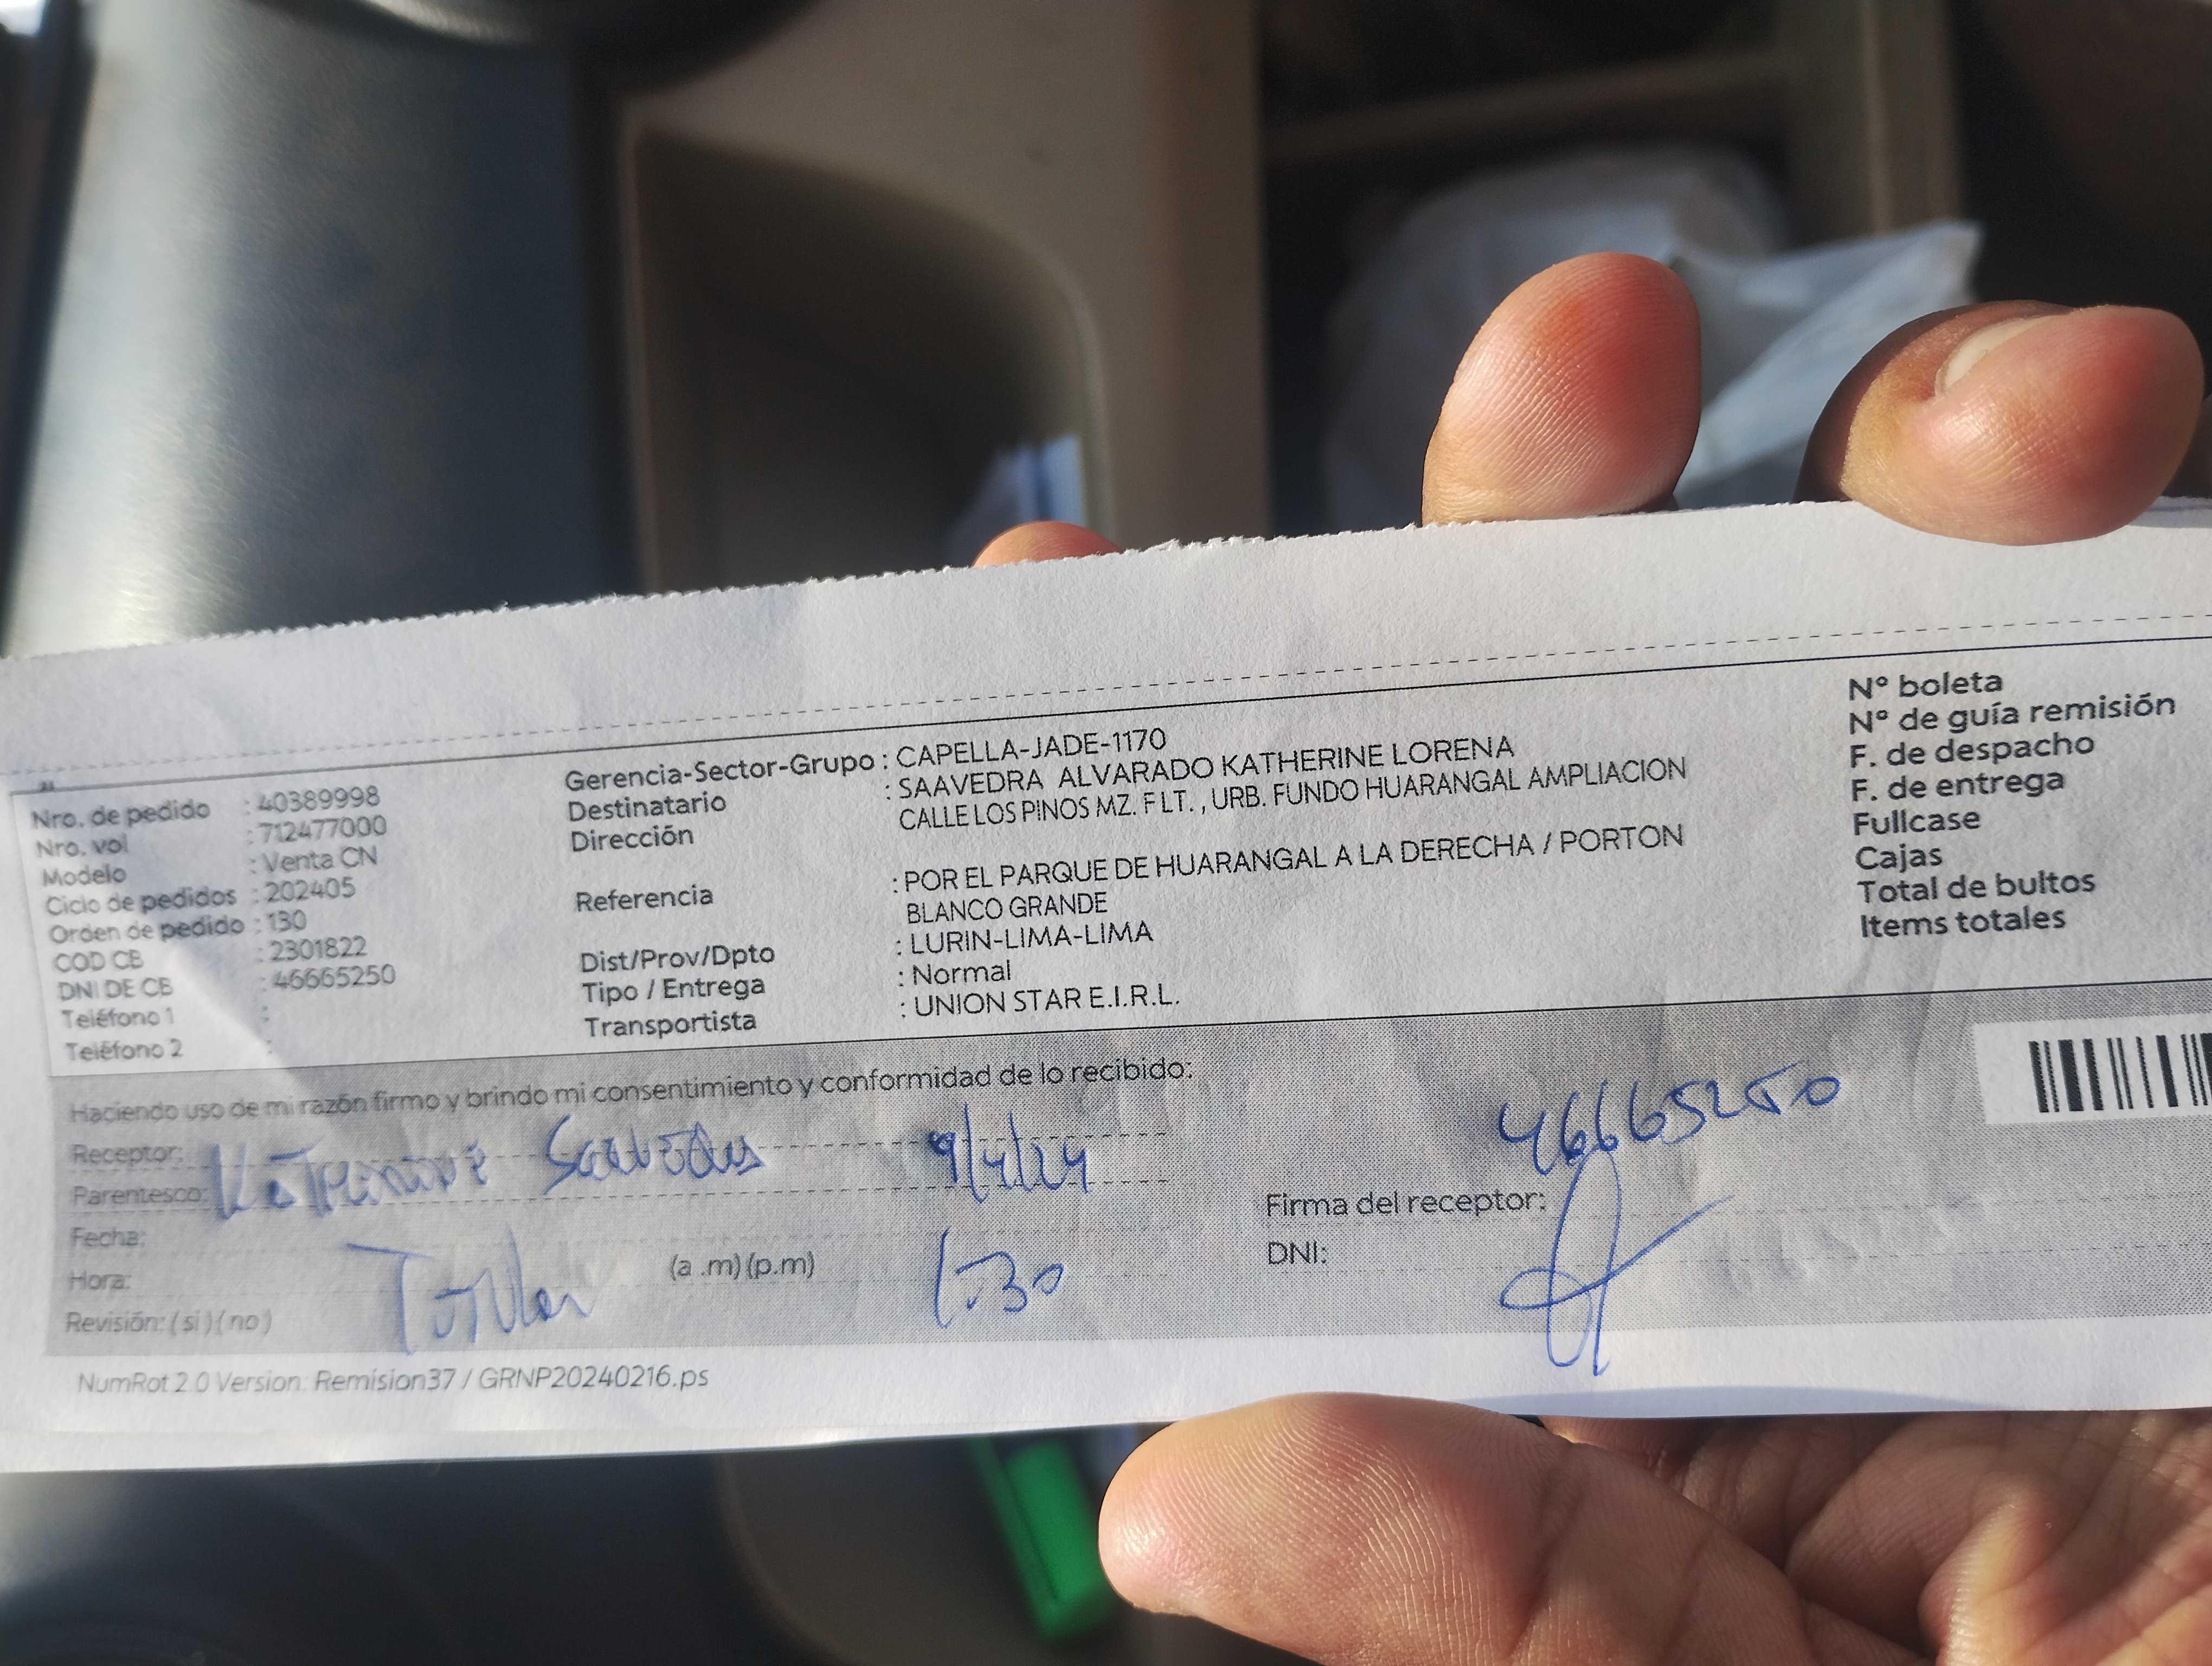 Nro. de pedido : 40389998
Nro. vol : 712477000
Modelo : Venta CN
Ciclo de pedidos : 202405
Orden de pedido : 130
COD CB : 2301822
DNI DE CB : 46665250
Teléfono 1 :
Teléfono 2 :
Gerencia-Sector-Grupo : CAPELLA-JADE-1170
Destinatario : SAAVEDRA ALVARADO KATHERINE LORENA
Dirección CALLE LOS PINOS MZ. F LT. , URB. FUNDO HUARANGAL AMPLIACION
Referencia : POR EL PARQUE DE HUARANGAL A LA DERECHA / PORTON
BLANCO GRANDE
Dist/Prov/Dpto : LURIN-LIMA-LIMA
Tipo / Entrega : Normal
Transportista : UNION STAR E.I.R.L.
N° boleta
N° de guía remisión
F. de despacho
F. de entrega
Fullcase
Cajas
Total de bultos
Items totales
Haciendo uso de mi razón firmo y brindo mi consentimiento y conformidad de lo recibido:
Receptor: Katherine Saavedra 9/4/24
Parentesco:
Fecha:
Hora: Titular (a .m) (p.m) 1:30
Revisión: ( si ) ( no )
46665250
Firma del receptor:
DNI:
NumRot 2.0 Version: Remision37 / GRNP20240216.ps